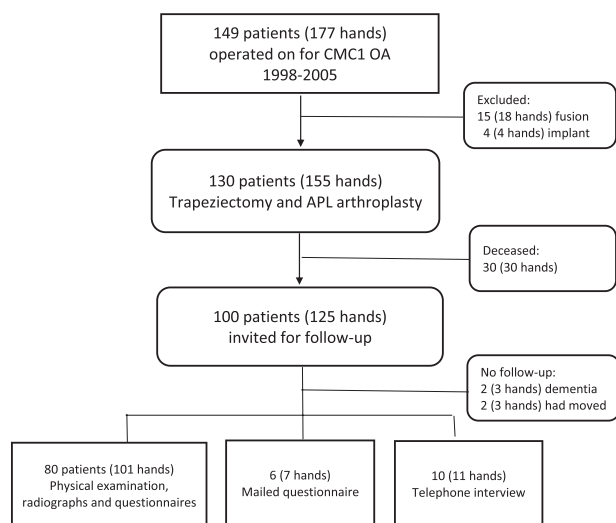 149 patients (177 hands)
operated on for CMC1 OA
1998-2005
Excluded:
15 (18 hands) fusion
4 (4 hands) implant
130 patients (155 hands)
Trapeziectomy and APL arthroplasty
Deceased:
30 (30 hands)
100 patients (125 hands)
invited for follow-up
No follow-up:
2 (3 hands) dementia
2 (3 hands) had moved
80 patients (101 hands)
Physical examination,
radiographs and questionnaires
6 (7 hands)
Mailed questionnaire
10 (11 hands)
Telephone interview